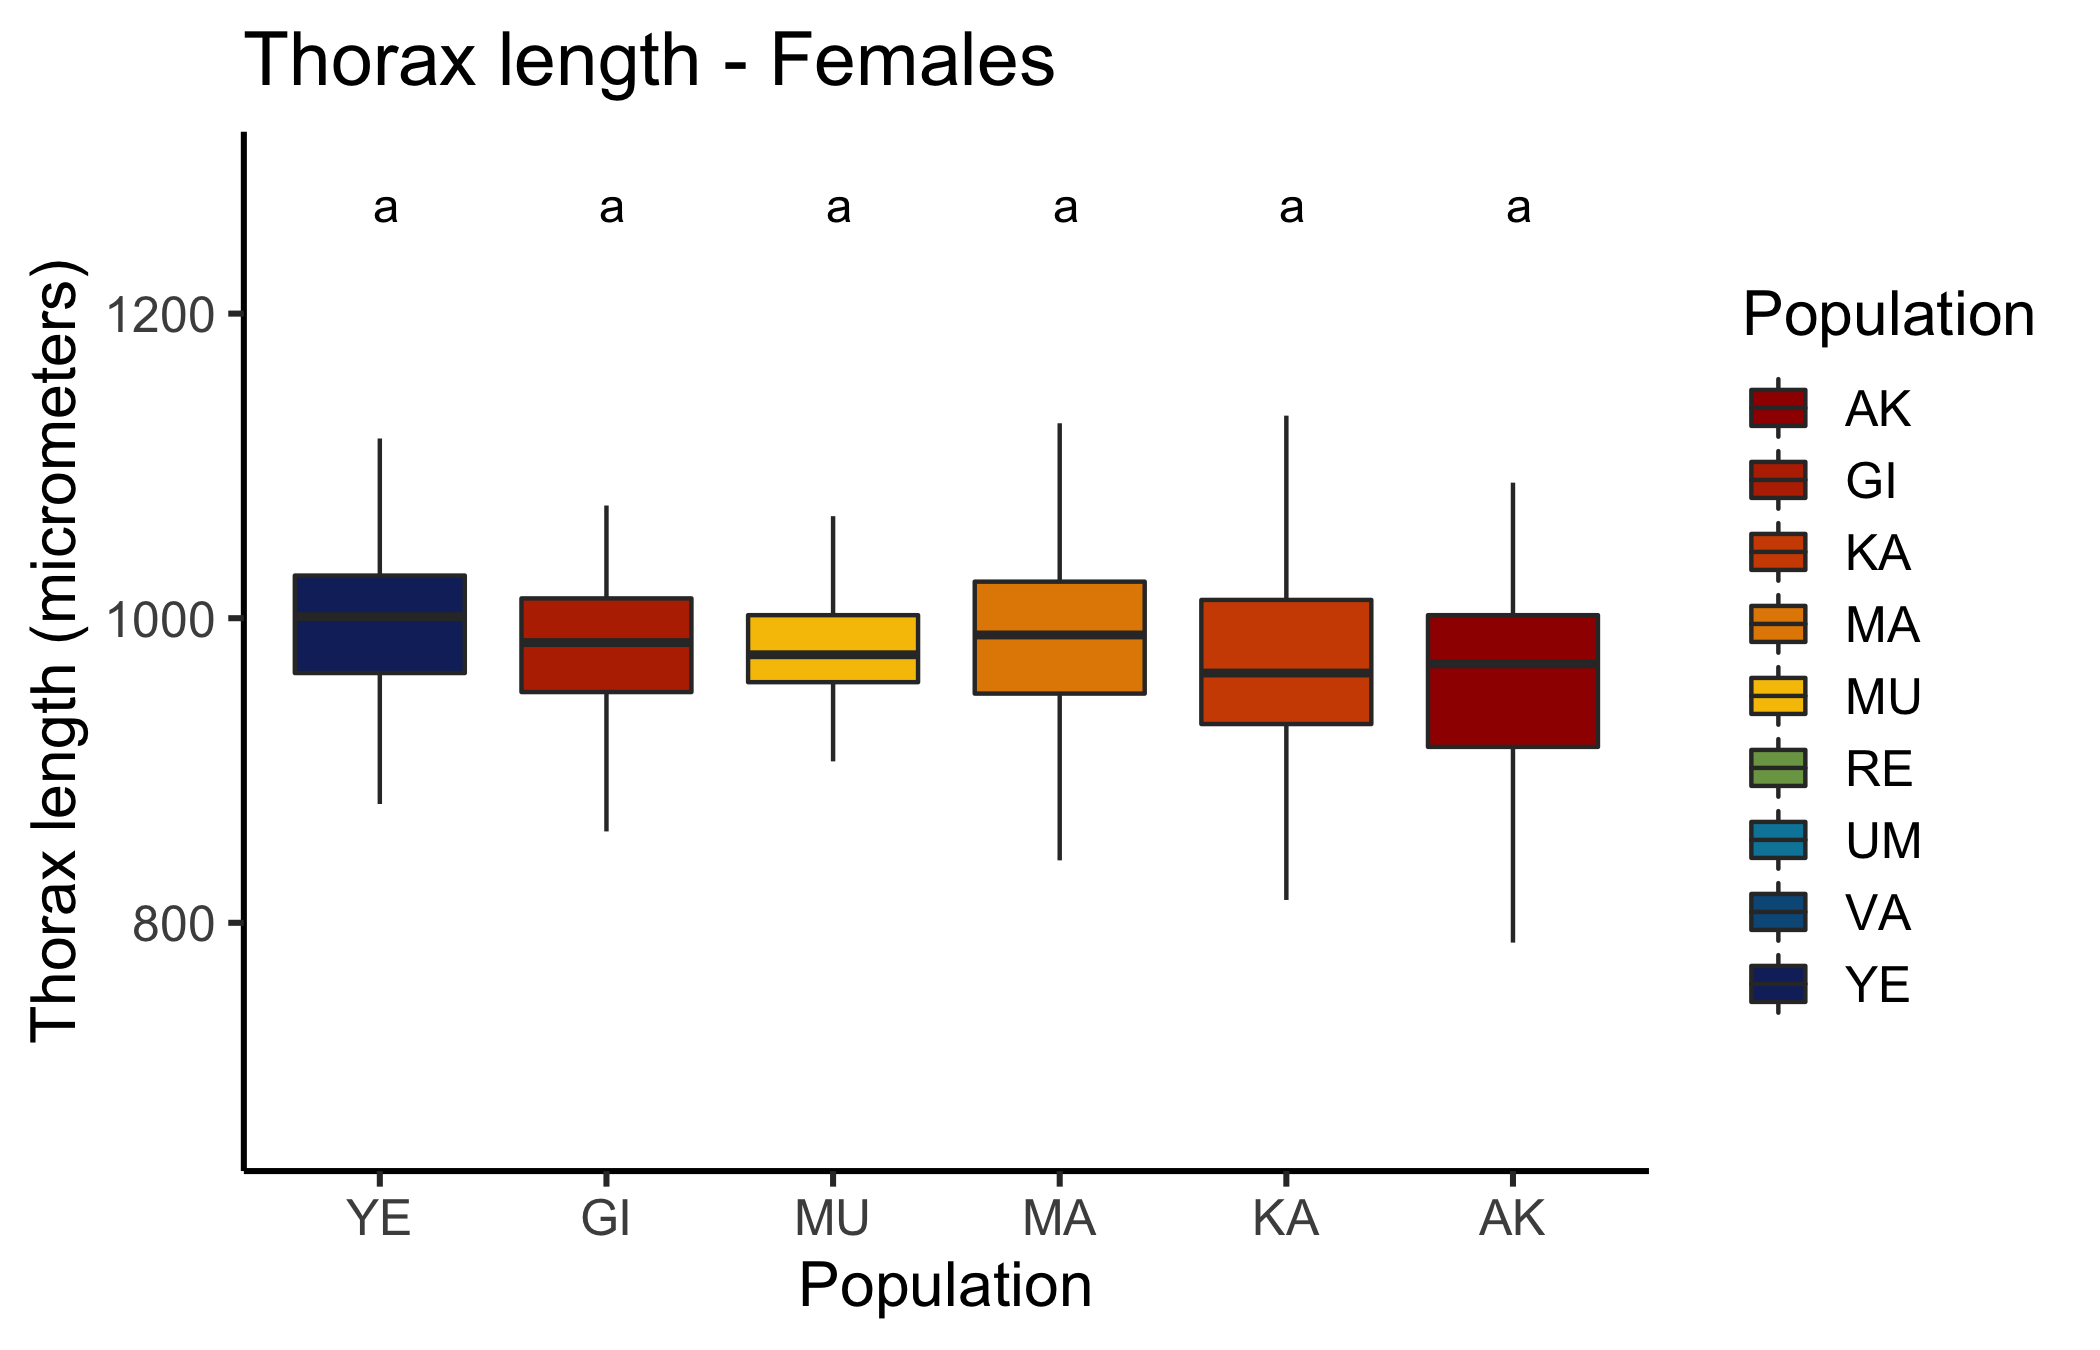 Thorax length - Females
a a a a a a
Thorax length (micrometers)
1200
1000
800
YE GI MU MA KA AK
Population
Population
AK
GI
KA
MA
MU
RE
UM
VA
YE